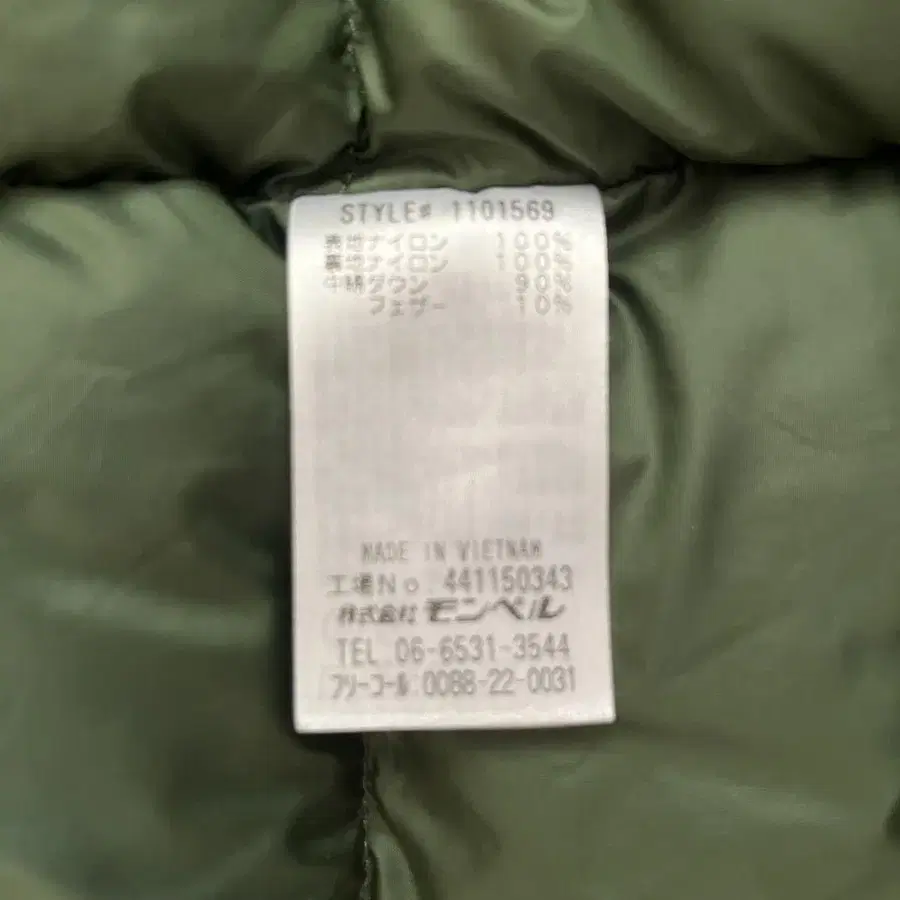 STYLE# 1101569
表地ナイロン 100%
裏地ナイロン 100%
中綿ダウン 90%
フェザー 10%
MADE IN VIETNAM
工場No. 441150343
株式会社モンベル
TEL 06-6531-3544
フリーコール:0088-22-0031